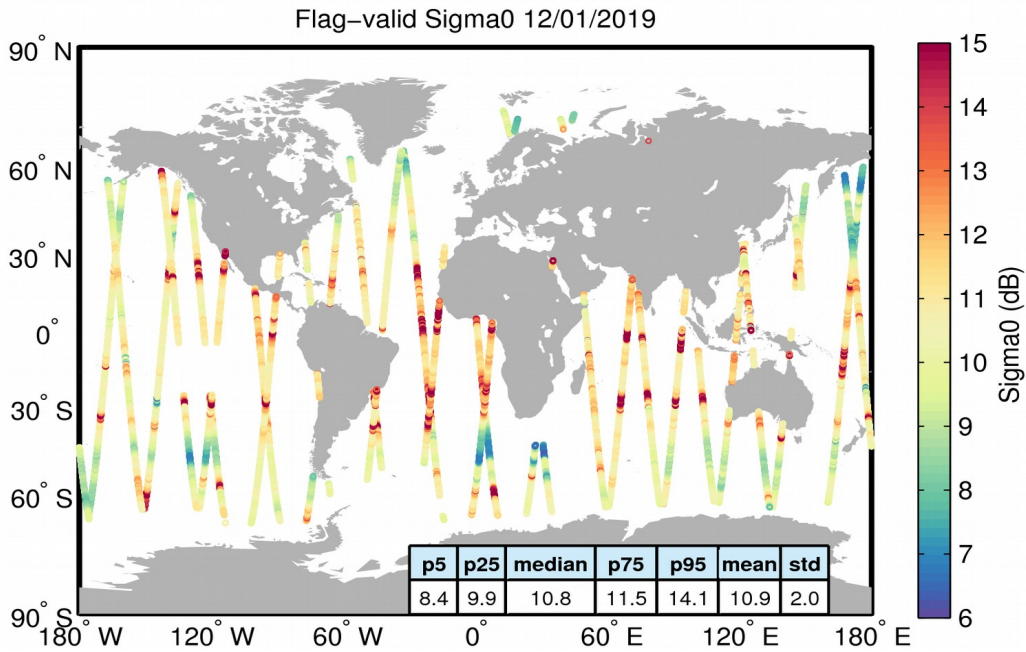 Flag−valid Sigma0 12/01/2019
90° N
60° N
30° N
0°
30° S
60° S
90° S
180° W 120° W 60° W 0° 60° E 120° E 180° E
p5 p25 median p75 p95 mean std
8.4 9.9 10.8 11.5 14.1 10.9 2.0
15
14
13
12
11
10
9
8
7
6
Sigma0 (dB)